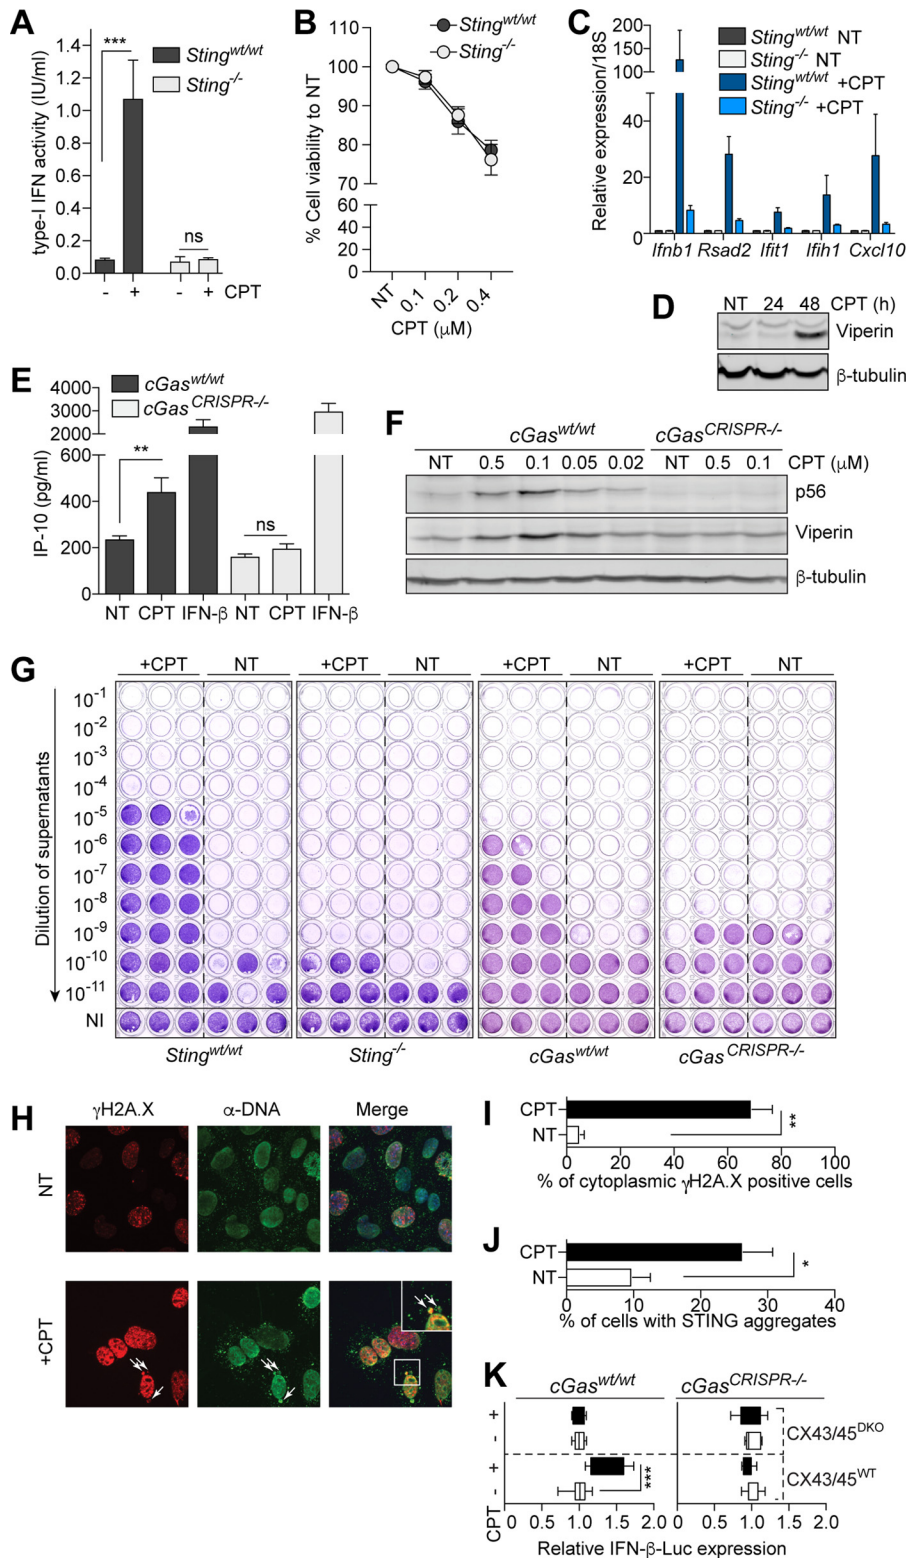 A
type-I IFN activity (IU/ml)
1.4
1.2
1.0
0.8
0.6
0.4
0.2
0.0
***
Sting^wt/wt
Sting^-/-
ns
- + - + CPT
B
Sting^wt/wt
Sting^-/-
% Cell viability to NT
110
100
90
80
70
60
40
20
0
NT 0.1 0.2 0.4
CPT (μM)
C
Relative expression/18S
200
150
100
50
40
20
0
Sting^wt/wt NT
Sting^-/- NT
Sting^wt/wt +CPT
Sting^-/- +CPT
Ifnb1 Rsad2 Ifit1 Ifih1 Cxcl10
D
NT 24 48 CPT (h)
Viperin
β-tubulin
E
IP-10 (pg/ml)
4000
3000
2000
600
400
200
0
cGas^wt/wt
cGas^CRISPR-/-
**
ns
NT CPT IFN-β NT CPT IFN-β
F
cGas^wt/wt cGas^CRISPR-/-
NT 0.5 0.1 0.05 0.02 NT 0.5 0.1 CPT (μM)
p56
Viperin
β-tubulin
G
+CPT NT +CPT NT +CPT NT +CPT NT
Dilution of supernatants
10^-1
10^-2
10^-3
10^-4
10^-5
10^-6
10^-7
10^-8
10^-9
10^-10
10^-11
NI
Sting^wt/wt Sting^-/- cGas^wt/wt cGas^CRISPR-/-
H
γH2A.X α-DNA Merge
NT
+CPT
I
CPT
NT
**
0 20 40 60 80 100
% of cytoplasmic γH2A.X positive cells
J
CPT
NT
*
0 10 20 30 40
% of cells with STING aggregates
K
cGas^wt/wt cGas^CRISPR-/-
+
-
CX43/45^DKO
+
-
***
CX43/45^WT
CPT
0 0.5 1.0 1.5 2.0 0 0.5 1.0 1.5 2.0
Relative IFN-β-Luc expression